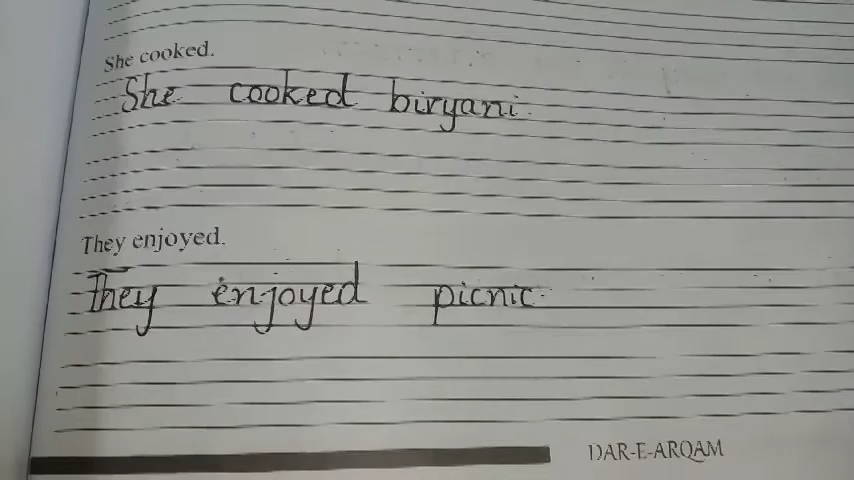 She cooked.
She cooked biryani.
They enjoyed.
They enjoyed picnic.
DAR-E-ARQAM